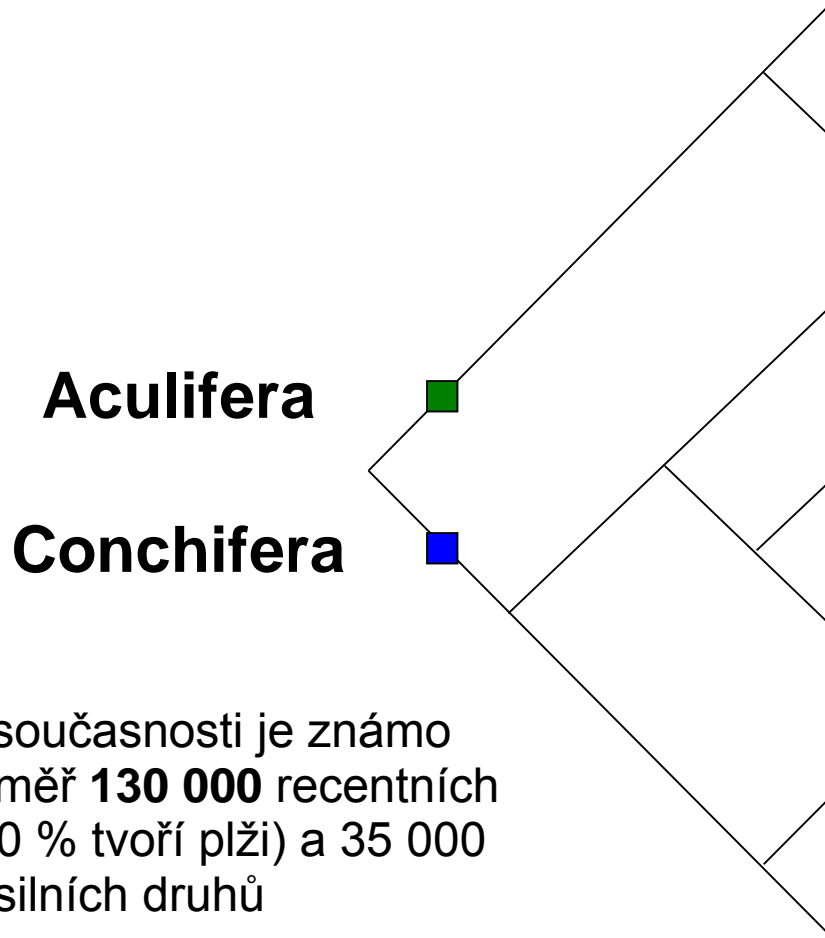 Aculifera
Conchifera
současnosti je známo
měř 130 000 recentních
0 % tvoří plži) a 35 000
silních druhů